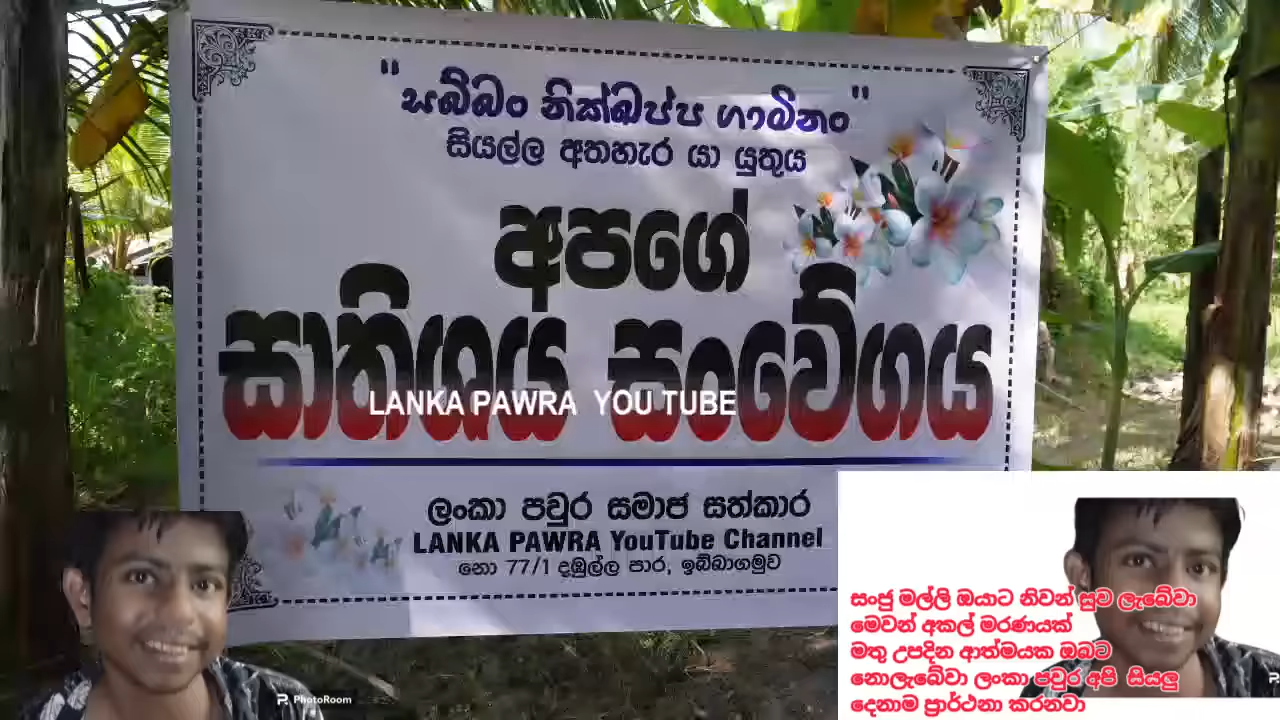 "සබ්බං නික්ඛප්ප ගාමිනං"
සියල්ල අතහැර යා යුතුය
අපගේ
සාතිශය සංවේගය
LANKA PAWRA YOU TUBE
ලංකා පවුර සමාජ සත්කාර
LANKA PAWRA YouTube Channel
නො 77/1 දඹුල්ල පාර, ඉබ්බාගමුව
PhotoRoom
සංජු මල්ලි ඔයාට නිවන් සුව ලැබේවා
මෙවන් අකල් මරණයක්
මතු උපදින ආත්මයක ඔබට
නොලැබේවා ලංකා පවුර අපි සියලු
දෙනාම ප්‍රාර්ථනා කරනවා